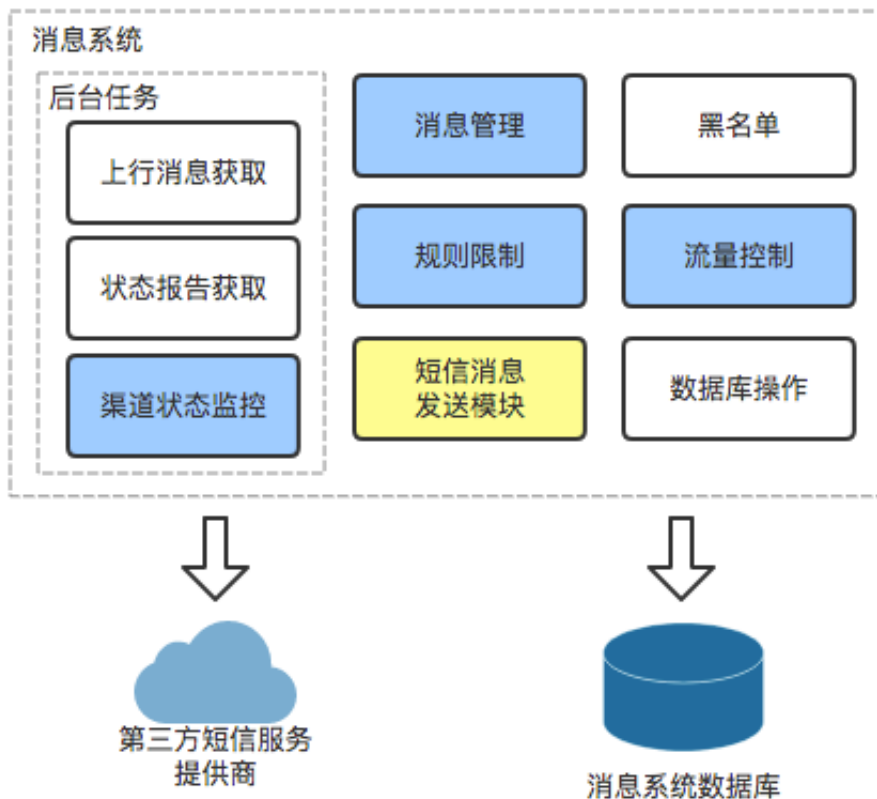 消息系统
后台任务
上行消息获取
状态报告获取
渠道状态监控
消息管理
黑名单
规则限制
流量控制
短信消息
发送模块
数据库操作
第三方短信服务
提供商
消息系统数据库